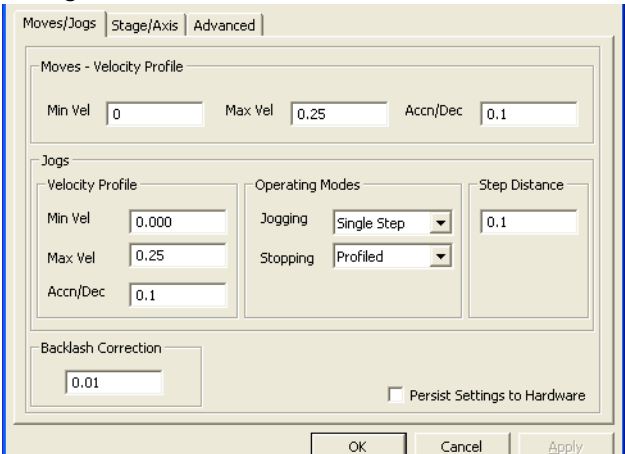 Moves/Jogs Stage/Axis Advanced
Moves - Velocity Profile
Min Vel 0 Max Vel 0.25 Accn/Dec 0.1
Jogs
Velocity Profile Operating Modes Step Distance
Min Vel 0.000 Jogging Single Step 0.1
Max Vel 0.25 Stopping Profiled
Accn/Dec 0.1
Backlash Correction
0.01
Persist Settings to Hardware
OK Cancel Apply